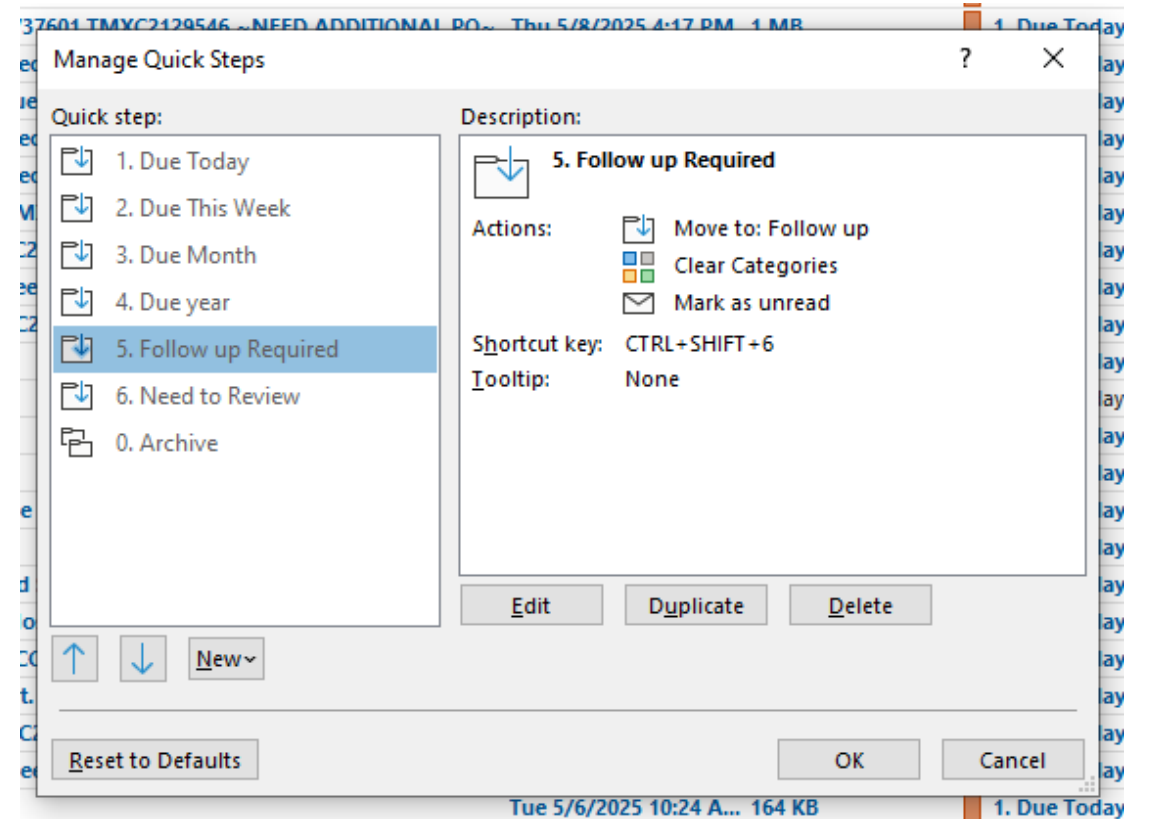 37601 TMXC2129546 ~NEED ADDITIONAL PO~ Thu 5/8/2025 4:17 PM 1 MB 1. Due Today
Manage Quick Steps ?
Quick step:
1. Due Today
2. Due This Week
3. Due Month
4. Due year
5. Follow up Required
6. Need to Review
0. Archive
New
Description:
5. Follow up Required
Actions: Move to: Follow up
Clear Categories
Mark as unread
Shortcut key: CTRL+SHIFT+6
Tooltip: None
Edit Duplicate Delete
Reset to Defaults OK Cancel
Tue 5/6/2025 10:24 A... 164 KB 1. Due Today